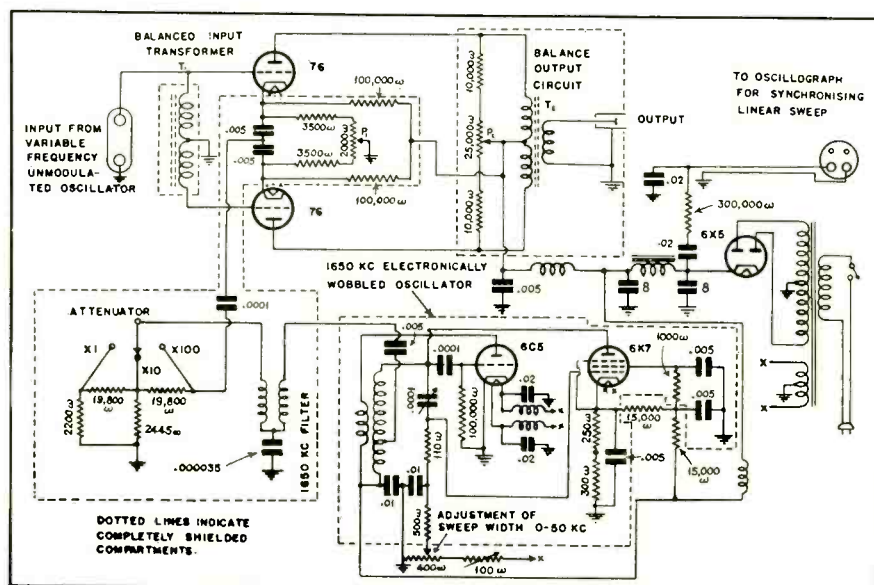 BALANCED INPUT
TRANSFORMER
T₁
76
100,000ω
10,000ω
BALANCE
OUTPUT
CIRCUIT
TO OSCILLOGRAPH
FOR SYNCHRONISING
LINEAR SWEEP
INPUT FROM
VARIABLE
FREQUENCY
UNMODULA-
TED OSCILLATOR
.005
.005
3500ω
2000ω
P₁
3500ω
25,000ω
T₂
OUTPUT
.02
300,000ω
100,000ω
76
10,000ω
.02
6X5
1650 KC ELECTRONICALLY
WOBBLED OSCILLATOR
.005
8
8
.0001
ATTENUATOR
X1
X10
X100
.005
.0001
6C5
6K7
1000ω
.005
X
19,800
ω
19,800
ω
2200ω
2445ω
.0001
100,000ω
.02
X
X
.02
250ω
300ω
15,000
ω
.005
.005
X
1650 KC FILTER
.000035
110ω
.01
.01
15,000
ω
500ω
ADJUSTMENT OF
SWEEP WIDTH 0-50 KC
400ω
100ω
X
DOTTED LINES INDICATE
COMPLETELY SHIELDED
COMPARTMENTS.